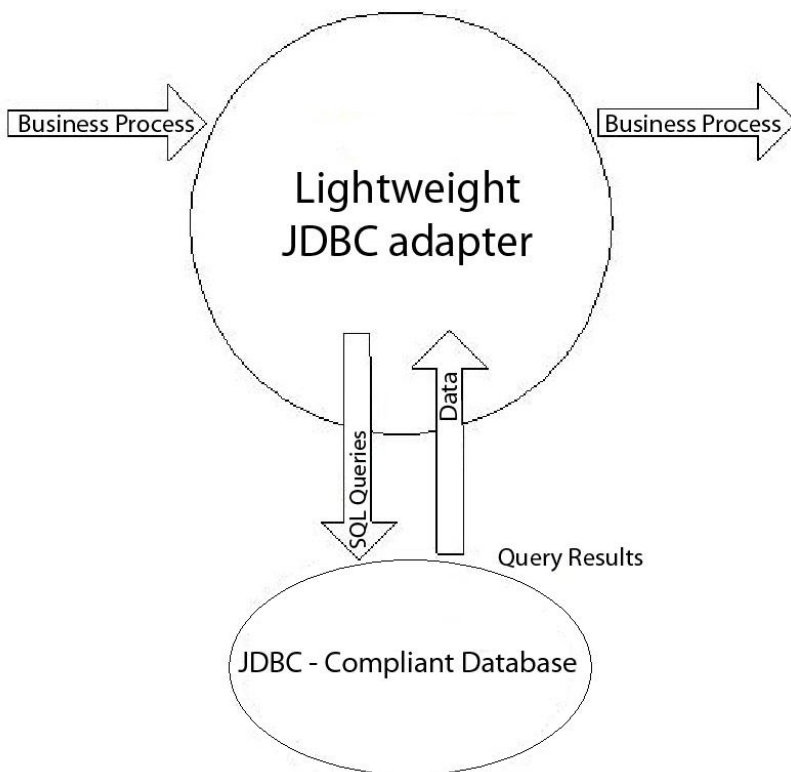 Business Process
Business Process
Lightweight
JDBC adapter
SQL Queries
Data
Query Results
JDBC - Compliant Database